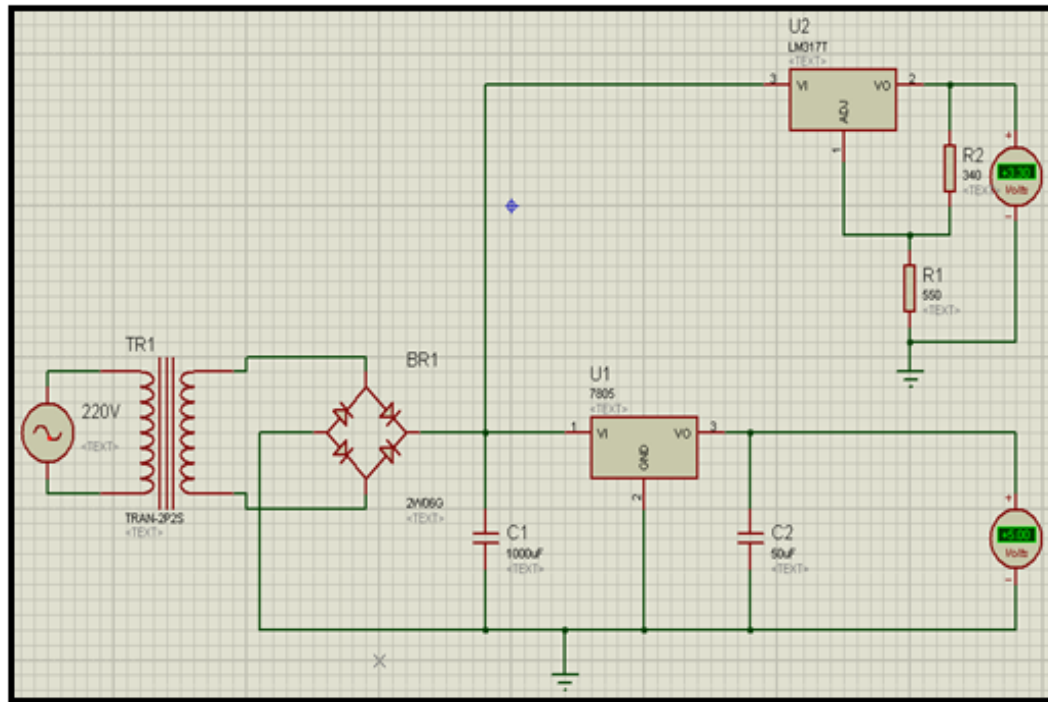 U2
LM317T
<TEXT>
3
VI
VO
2
ADJ
1
R2
340
<TEXT>
+3.30
Volts
R1
550
<TEXT>
TR1
220V
<TEXT>
TRAN-2P2S
<TEXT>
BR1
2W06G
<TEXT>
U1
7805
<TEXT>
1
VI
VO
3
GND
2
C1
1000uF
<TEXT>
C2
50uF
<TEXT>
+5.00
Volts